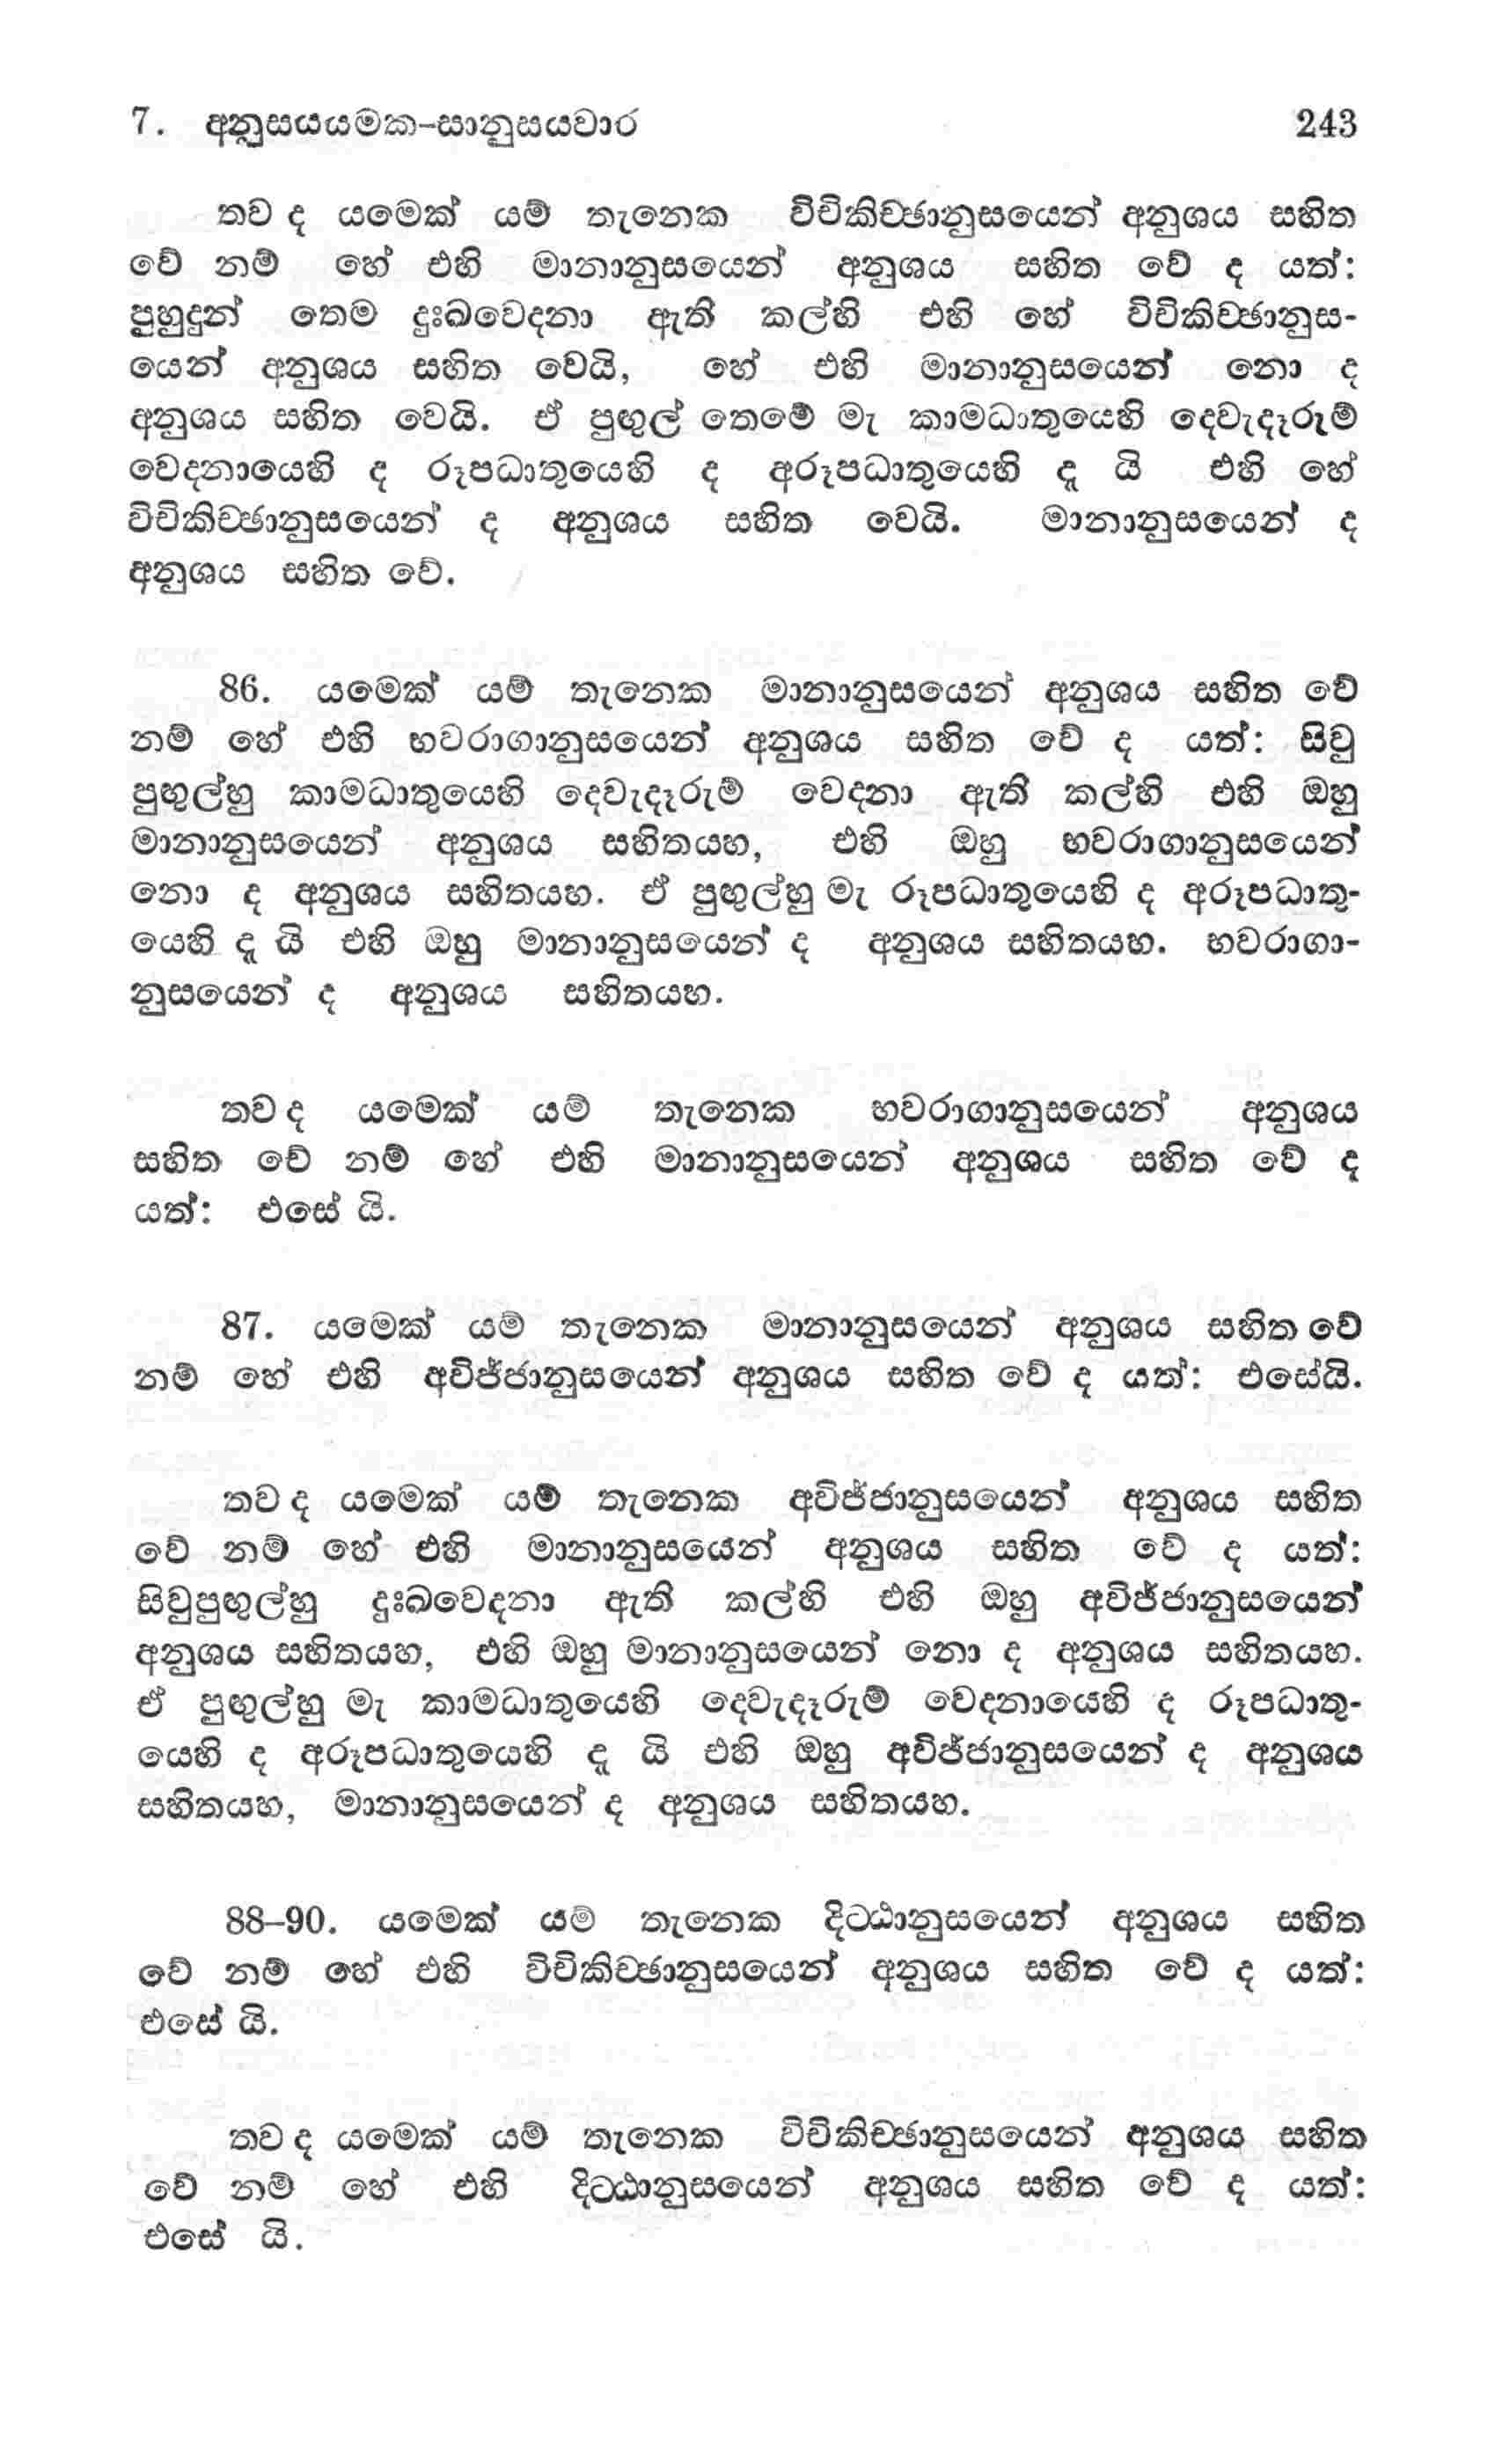 7. අනුසයයමක-සානුසයවාර 243
තව ද යමෙක් යම් තැනෙක විචිකිච්ඡානුසයෙන් අනුශය සහිත
වේ නම් හේ එහි මානානුසයෙන් අනුශය සහිත වේ ද යත්:
පුහුදුන් තෙම දුඃඛවෙදනා ඇති කල්හි එහි හේ විචිකිච්ඡානුස-
යෙන් අනුශය සහිත වෙයි, හේ එහි මානානුසයෙන් නො ද
අනුශය සහිත වෙයි. ඒ පුඟුල් තෙමේ මැ කාමධාතුයෙහි දෙවැදෑරුම්
වෙදනායෙහි ද රූපධාතුයෙහි ද අරූපධාතුයෙහි දැ යි එහි හේ
විචිකිච්ඡානුසයෙන් ද අනුශය සහිත වෙයි. මානානුසයෙන් ද
අනුශය සහිත වේ.
86. යමෙක් යම් තැනෙක මානානුසයෙන් අනුශය සහිත වේ
නම් හේ එහි භවරාගානුසයෙන් අනුශය සහිත වේ ද යත්: සිවු
පුඟුල්හු කාමධාතුයෙහි දෙවැදෑරුම් වෙදනා ඇති කල්හි එහි ඔහු
මානානුසයෙන් අනුශය සහිතයහ, එහි ඔහු භවරාගානුසයෙන්
නො ද අනුශය සහිතයහ. ඒ පුඟුල්හු මැ රූපධාතුයෙහි ද අරූපධාතු-
යෙහි දැ යි එහි ඔහු මානානුසයෙන් ද අනුශය සහිතයහ. භවරාගා-
නුසයෙන් ද අනුශය සහිතයහ.
තව ද යමෙක් යම් තැනෙක භවරාගානුසයෙන් අනුශය
සහිත වේ නම් හේ එහි මානානුසයෙන් අනුශය සහිත වේ ද
යත්: එසේ යි.
87. යමෙක් යම් තැනෙක මානානුසයෙන් අනුශය සහිත වේ
නම් හේ එහි අවිජ්ජානුසයෙන් අනුශය සහිත වේ ද යත්: එසේයි.
තව ද යමෙක් යම් තැනෙක අවිජ්ජානුසයෙන් අනුශය සහිත
වේ නම් හේ එහි මානානුසයෙන් අනුශය සහිත වේ ද යත්:
සිවුපුඟුල්හු දුඃඛවෙදනා ඇති කල්හි එහි ඔහු අවිජ්ජානුසයෙන්
අනුශය සහිතයහ, එහි ඔහු මානානුසයෙන් නො ද අනුශය සහිතයහ.
ඒ පුඟුල්හු මැ කාමධාතුයෙහි දෙවැදෑරුම් වෙදනායෙහි ද රූපධාතු-
යෙහි ද අරූපධාතුයෙහි දැ යි එහි ඔහු අවිජ්ජානුසයෙන් ද අනුශය
සහිතයහ, මානානුසයෙන් ද අනුශය සහිතයහ.
88–90. යමෙක් යම් තැනෙක දිට්ඨානුසයෙන් අනුශය සහිත
වේ නම් හේ එහි විචිකිච්ඡානුසයෙන් අනුශය සහිත වේ ද යත්:
එසේ යි.
තව ද යමෙක් යම් තැනෙක විචිකිච්ඡානුසයෙන් අනුශය සහිත
වේ නම් හේ එහි දිට්ඨානුසයෙන් අනුශය සහිත වේ ද යත්:
එසේ යි.